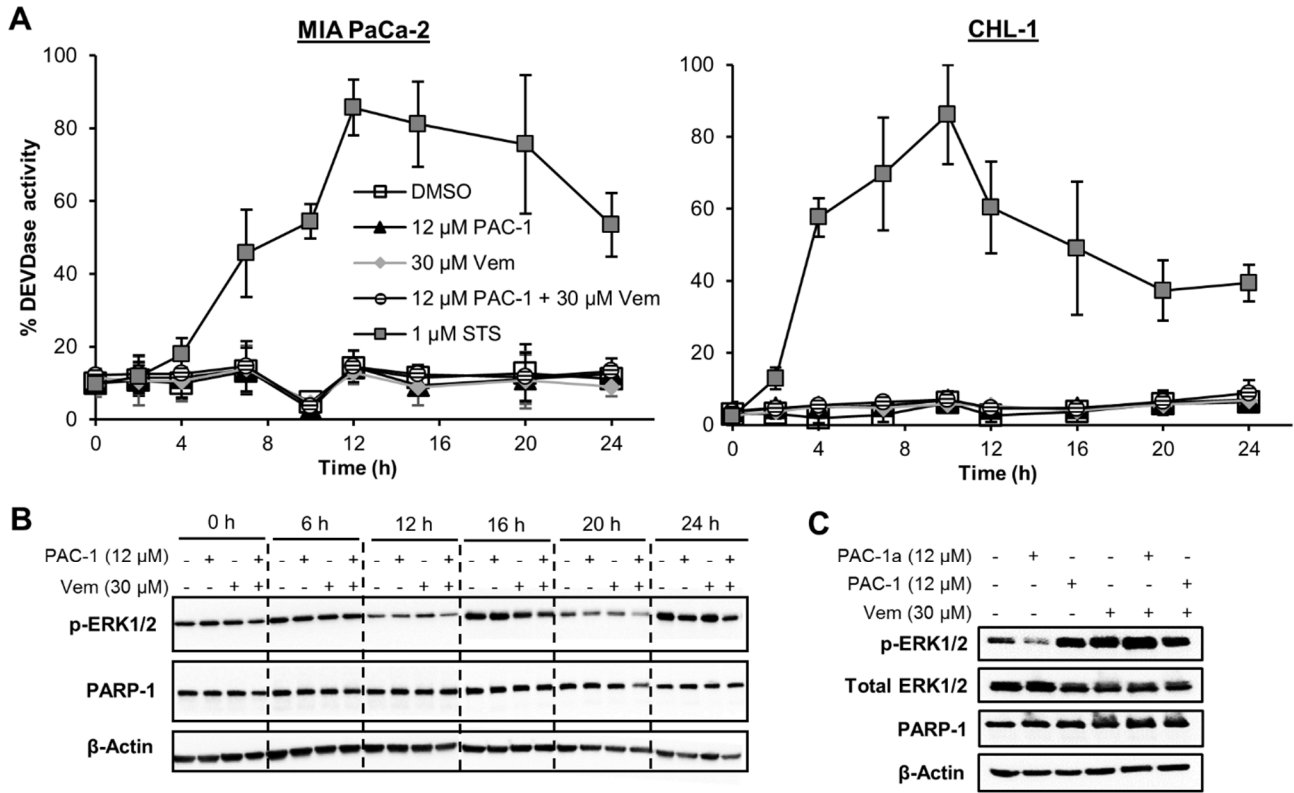 A
MIA PaCa-2
CHL-1
% DEVDase activity
100
80
60
40
20
0
DMSO
12 µM PAC-1
30 µM Vem
12 µM PAC-1 + 30 µM Vem
1 µM STS
0 4 8 12 16 20 24
Time (h)
100
80
60
40
20
0
0 4 8 12 16 20 24
Time (h)
B
0 h 6 h 12 h 16 h 20 h 24 h
PAC-1 (12 µM) - + - + - + - + - + - + - + - + - + - + - + - +
Vem (30 µM) - - + + - - + + - - + + - - + + - - + + - - + +
p-ERK1/2
PARP-1
β-Actin
C
PAC-1a (12 µM) - + - - + -
PAC-1 (12 µM) - - + - - +
Vem (30 µM) - - - + + +
p-ERK1/2
Total ERK1/2
PARP-1
β-Actin